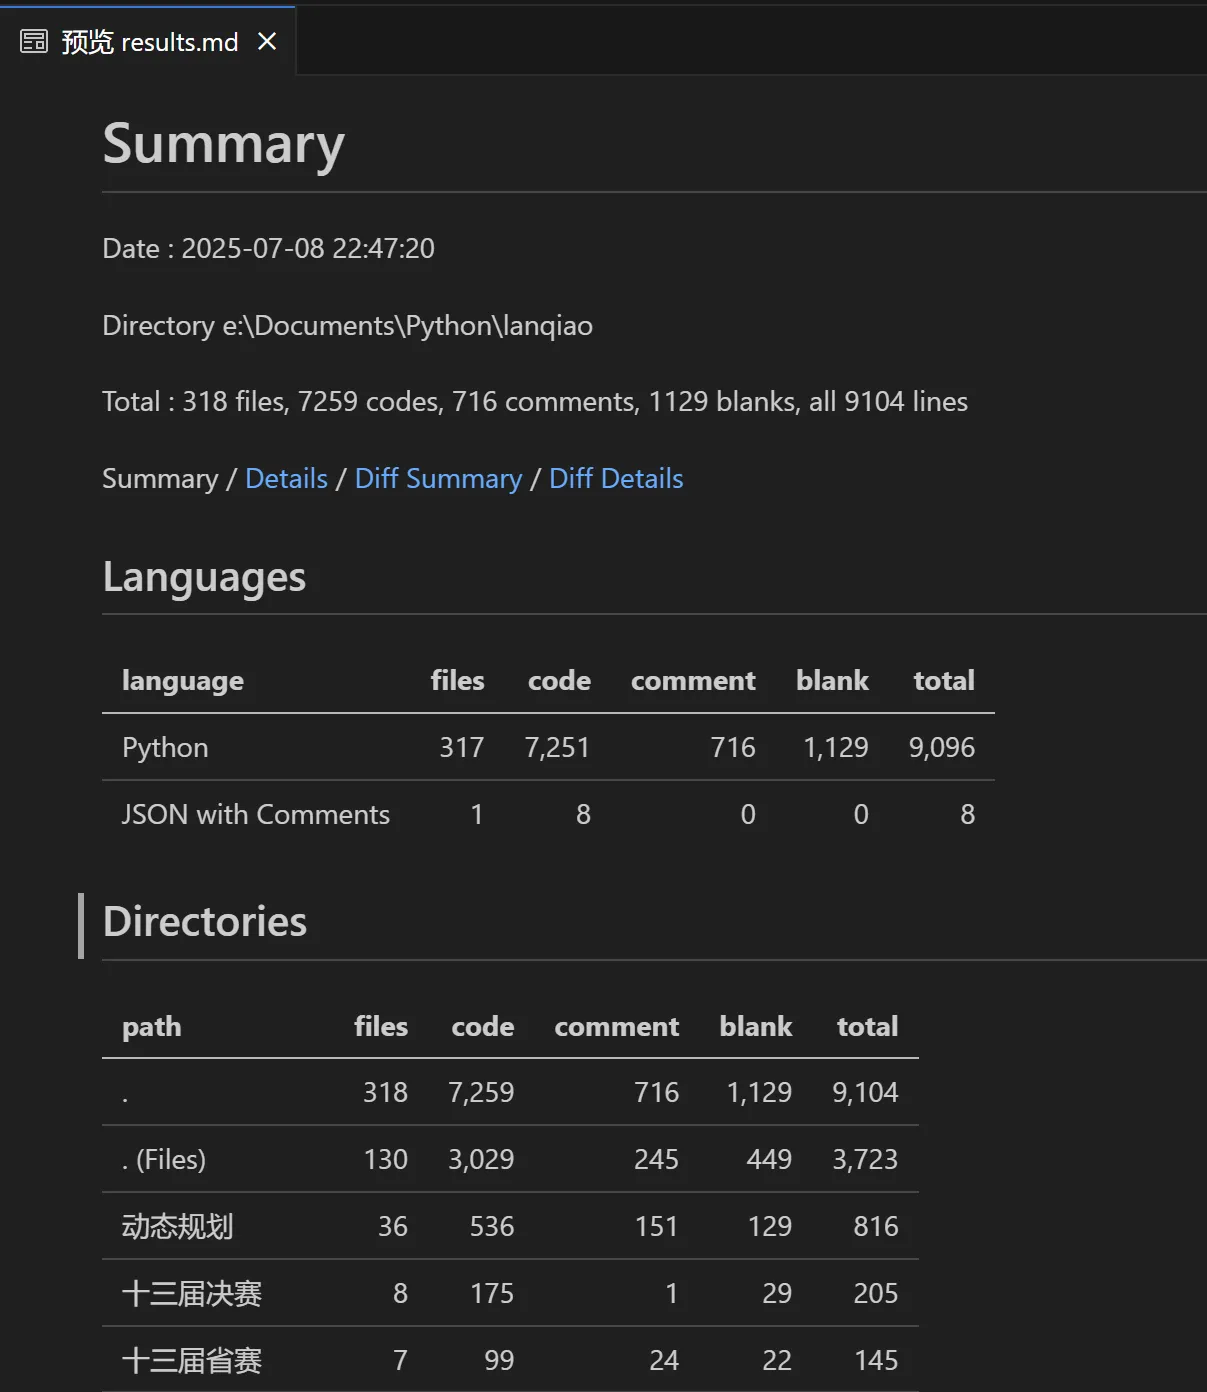 预览 results.md
Summary
Date : 2025-07-08 22:47:20
Directory e:\Documents\Python\lanqiao
Total : 318 files, 7259 codes, 716 comments, 1129 blanks, all 9104 lines
Summary / Details / Diff Summary / Diff Details
Languages
language files code comment blank total
Python 317 7,251 716 1,129 9,096
JSON with Comments 1 8 0 0 8
Directories
path files code comment blank total
. 318 7,259 716 1,129 9,104
. (Files) 130 3,029 245 449 3,723
动态规划 36 536 151 129 816
十三届决赛 8 175 1 29 205
十三届省赛 7 99 24 22 145